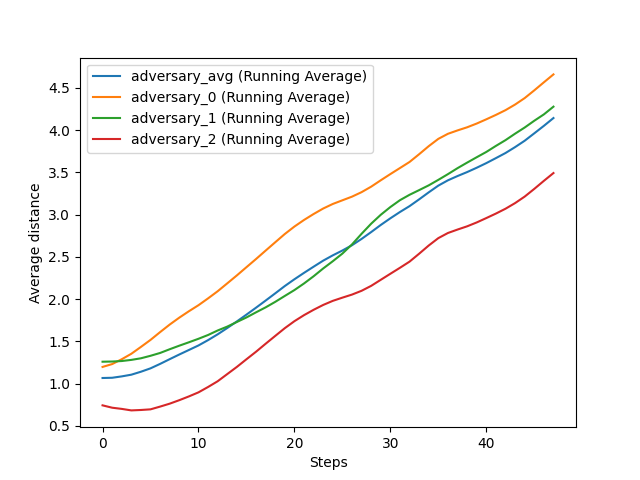 adversary_avg (Running Average)
adversary_0 (Running Average)
adversary_1 (Running Average)
adversary_2 (Running Average)
4.5
4.0
3.5
3.0
2.5
2.0
1.5
1.0
0.5
Average distance
0 10 20 30 40
Steps